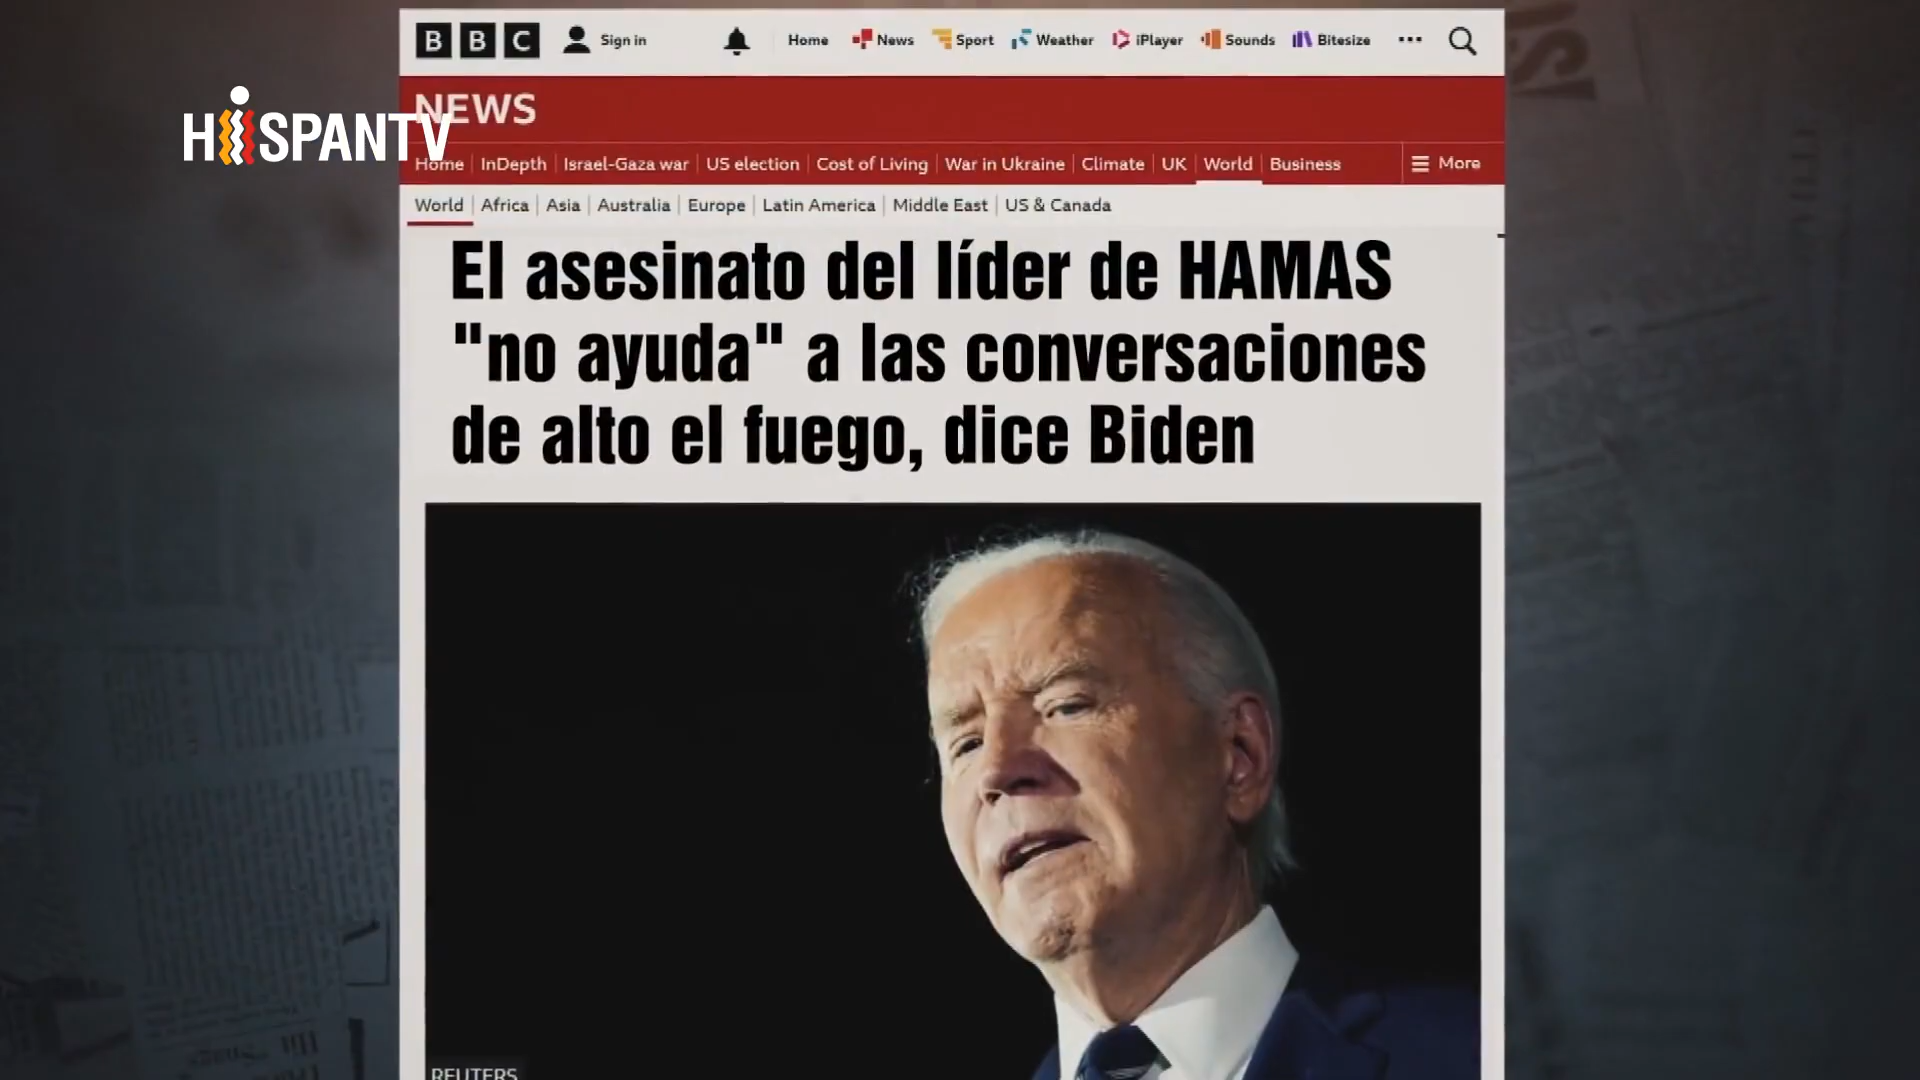 BBC Sign in Home News Sport Weather iPlayer Sounds Bitesize
NEWS
HISPANTV
Home InDepth Israel-Gaza war US election Cost of Living War in Ukraine Climate UK World Business More
World Africa Asia Australia Europe Latin America Middle East US & Canada
El asesinato del líder de HAMAS
"no ayuda" a las conversaciones
de alto el fuego, dice Biden
REUTERS